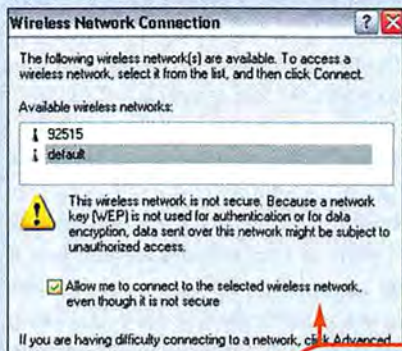 Wireless Network Connection
The following wireless network(s) are available. To access a
wireless network, select it from the list, and then click Connect.
Available wireless networks:
92515
default
This wireless network is not secure. Because a network
key (WEP) is not used for authentication or for data
encryption, data sent over this network might be subject to
unauthorized access.
Allow me to connect to the selected wireless network,
even though it is not secure
If you are having difficulty connecting to a network, click Advanced.